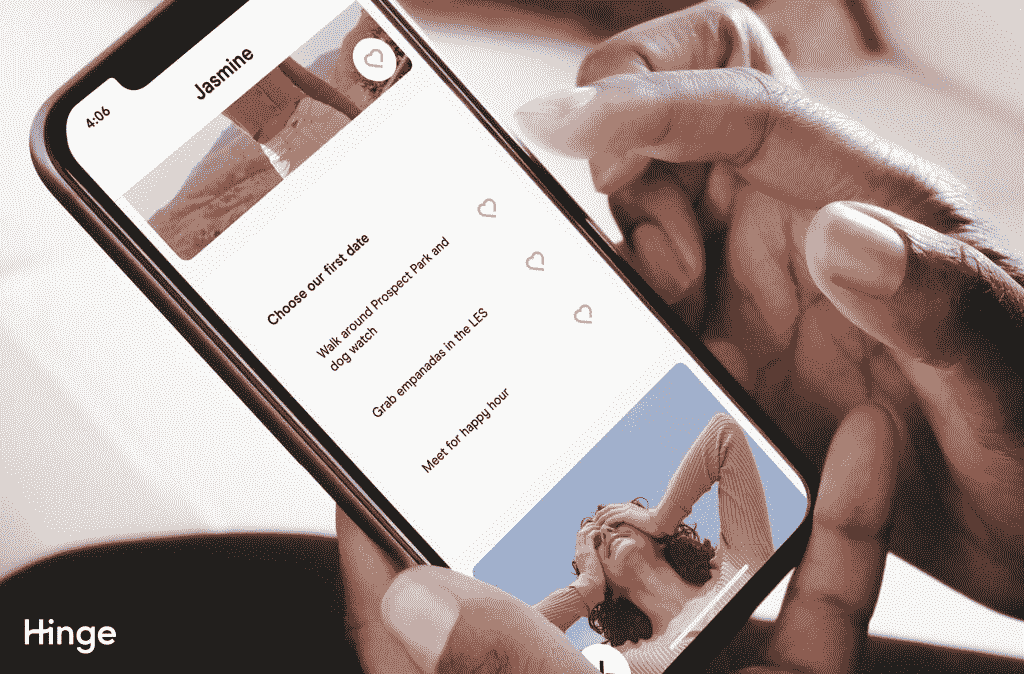 4:06
Jasmine
Choose our first date
Walk around Prospect Park and
dog watch
Grab empanadas in the LES
Meet for happy hour
Hinge